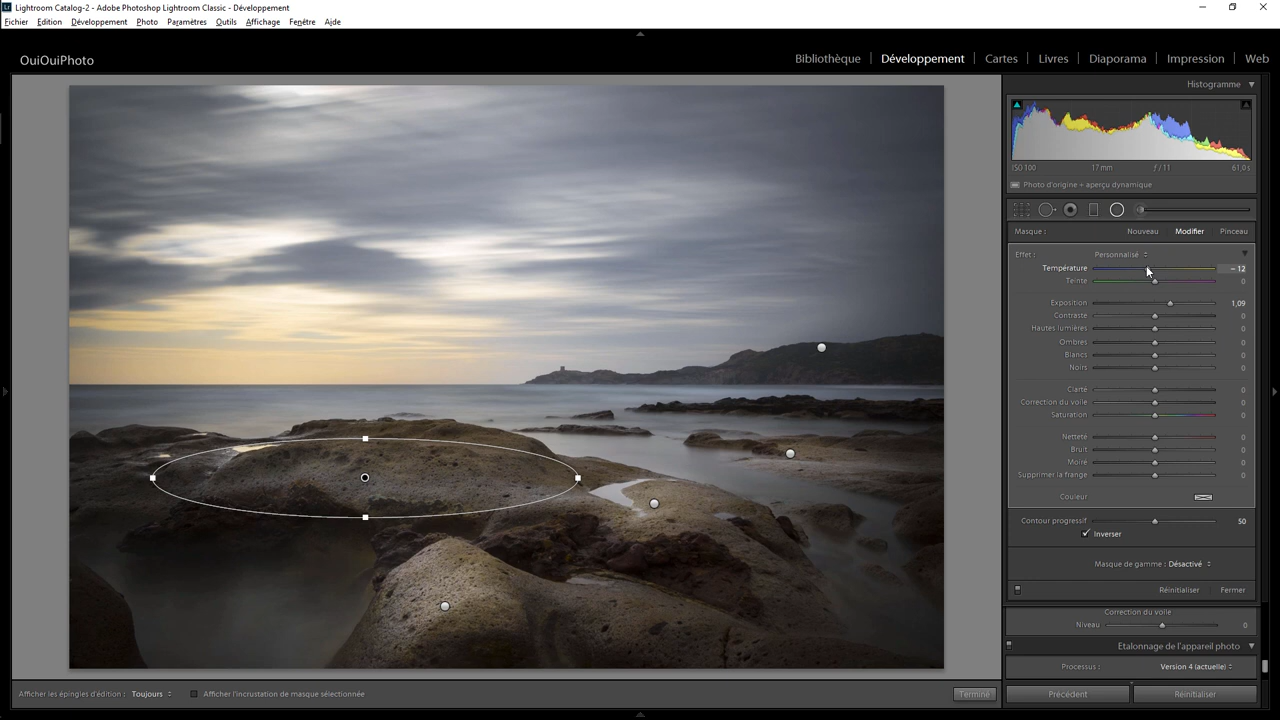 Lightroom Catalog-2 - Adobe Photoshop Lightroom Classic - Développement
Fichier Edition Développement Photo Paramètres Outils Affichage Fenêtre Aide
OuiOuiPhoto
Bibliothèque Développement Cartes Livres Diaporama Impression Web
Histogramme
ISO 100 17 mm ƒ / 11 61,0 s
Photo d'origine + aperçu dynamique
Masque : Nouveau Modifier Pinceau
Effet : Personnalisé
Température - 12
Teinte 0
Exposition 1,09
Contraste 0
Hautes lumières 0
Ombres 0
Blancs 0
Noirs 0
Clarté 0
Correction du voile 0
Saturation 0
Netteté 0
Bruit 0
Moiré 0
Supprimer la frange 0
Couleur
Contour progressif 50
Inverser
Masque de gamme : Désactivé
Réinitialiser Fermer
Correction du voile
Niveau 0
Etalonnage de l'appareil photo
Processus : Version 4 (actuelle)
Afficher les épingles d'édition : Toujours Afficher l'incrustation de masque sélectionnée Terminé Précédent Réinitialiser